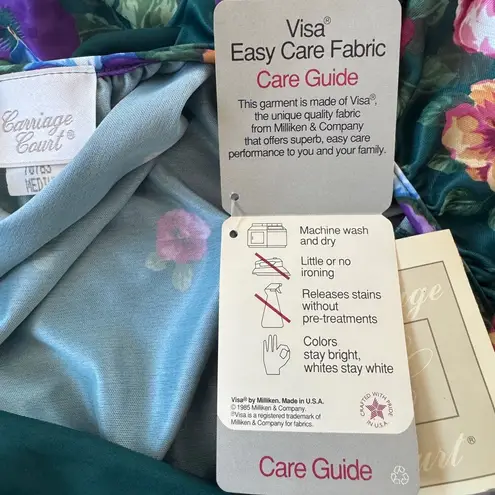 Carriage
Court®
MEDIU
Visa®
Easy Care Fabric
Care Guide
This garment is made of Visa®,
the unique quality fabric
from Milliken & Company
that offers superb, easy care
performance to you and your family.
Machine wash
and dry
Little or no
ironing
Releases stains
without
pre-treatments
Colors
stay bright,
whites stay white
Visa® by Milliken. Made in U.S.A.
© 1985 Milliken & Company.
Visa® is a registered trademark of
Milliken & Company for fabrics.
CRAFTED WITH PRIDE
IN U.S.A.
Care Guide
ge
urt®